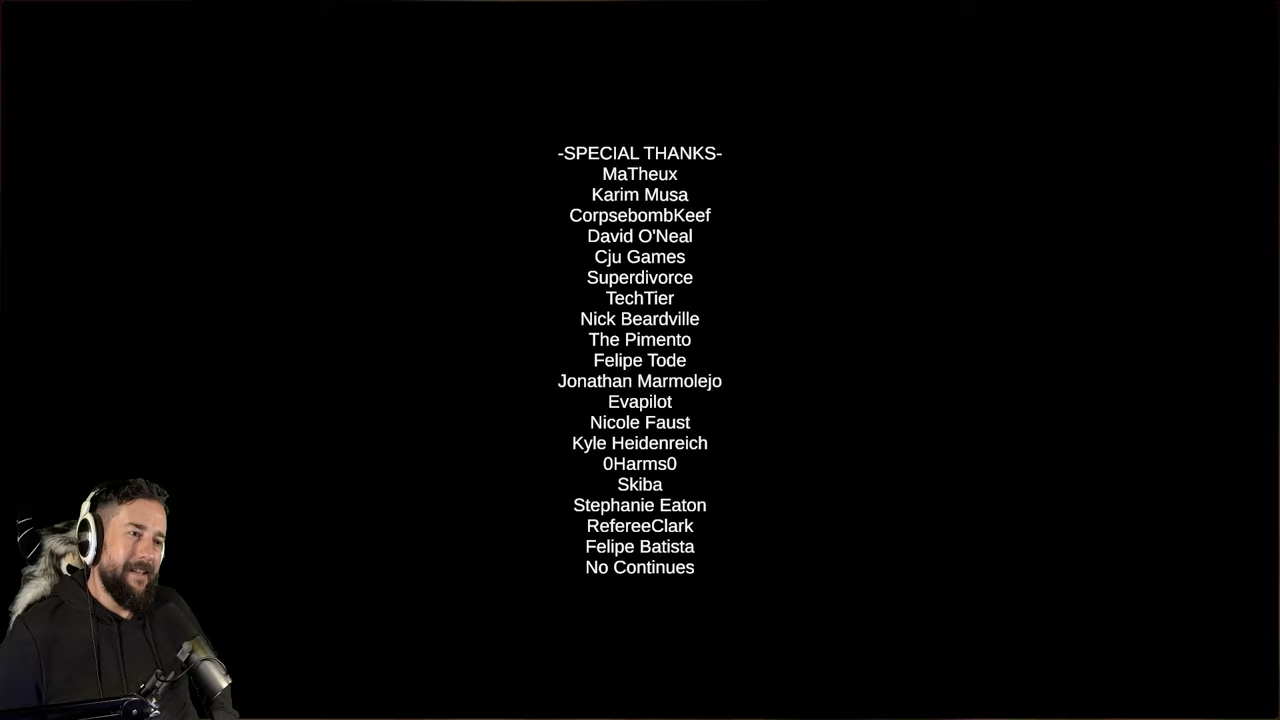 -SPECIAL THANKS-
MaTheux
Karim Musa
CorpsebombKeef
David O'Neal
Cju Games
Superdivorce
TechTier
Nick Beardville
The Pimento
Felipe Tode
Jonathan Marmolejo
Evapilot
Nicole Faust
Kyle Heidenreich
0Harms0
Skiba
Stephanie Eaton
RefereeClark
Felipe Batista
No Continues